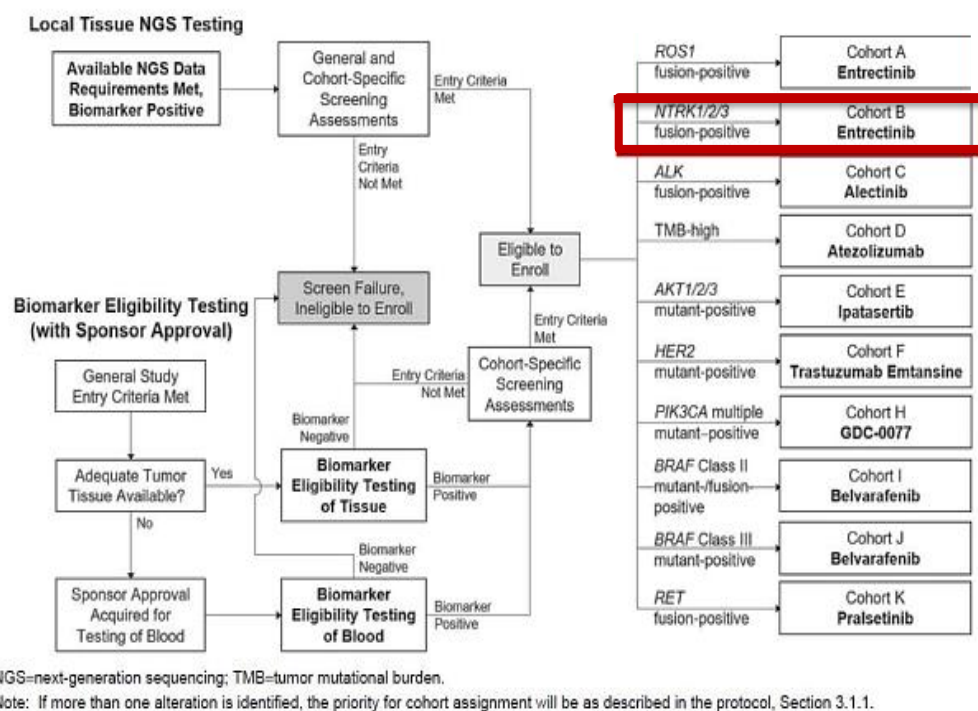 Local Tissue NGS Testing
Available NGS Data
Requirements Met,
Biomarker Positive
General and
Cohort-Specific
Screening
Assessments
Entry Criteria
Met
Entry
Criteria
Not Met
Screen Failure,
Ineligible to Enroll
Eligible to
Enroll
Biomarker Eligibility Testing
(with Sponsor Approval)
General Study
Entry Criteria Met
Adequate Tumor
Tissue Available?
Yes
No
Sponsor Approval
Acquired for
Testing of Blood
Biomarker
Negative
Biomarker
Eligibility Testing
of Tissue
Biomarker
Positive
Biomarker
Negative
Biomarker
Eligibility Testing
of Blood
Biomarker
Positive
Entry Criteria
Not Met
Cohort-Specific
Screening
Assessments
Entry Criteria
Met
ROS1
fusion-positive
Cohort A
Entrectinib
NTRK1/2/3
fusion-positive
Cohort B
Entrectinib
ALK
fusion-positive
Cohort C
Alectinib
TMB-high
Cohort D
Atezolizumab
AKT1/2/3
mutant-positive
Cohort E
Ipatasertib
HER2
mutant-positive
Cohort F
Trastuzumab Emtansine
PIK3CA multiple
mutant–positive
Cohort H
GDC-0077
BRAF Class II
mutant-/fusion-
positive
Cohort I
Belvarafenib
BRAF Class III
mutant-positive
Cohort J
Belvarafenib
RET
fusion-positive
Cohort K
Pralsetinib
NGS=next-generation sequencing; TMB=tumor mutational burden.
Note: If more than one alteration is identified, the priority for cohort assignment will be as described in the protocol, Section 3.1.1.